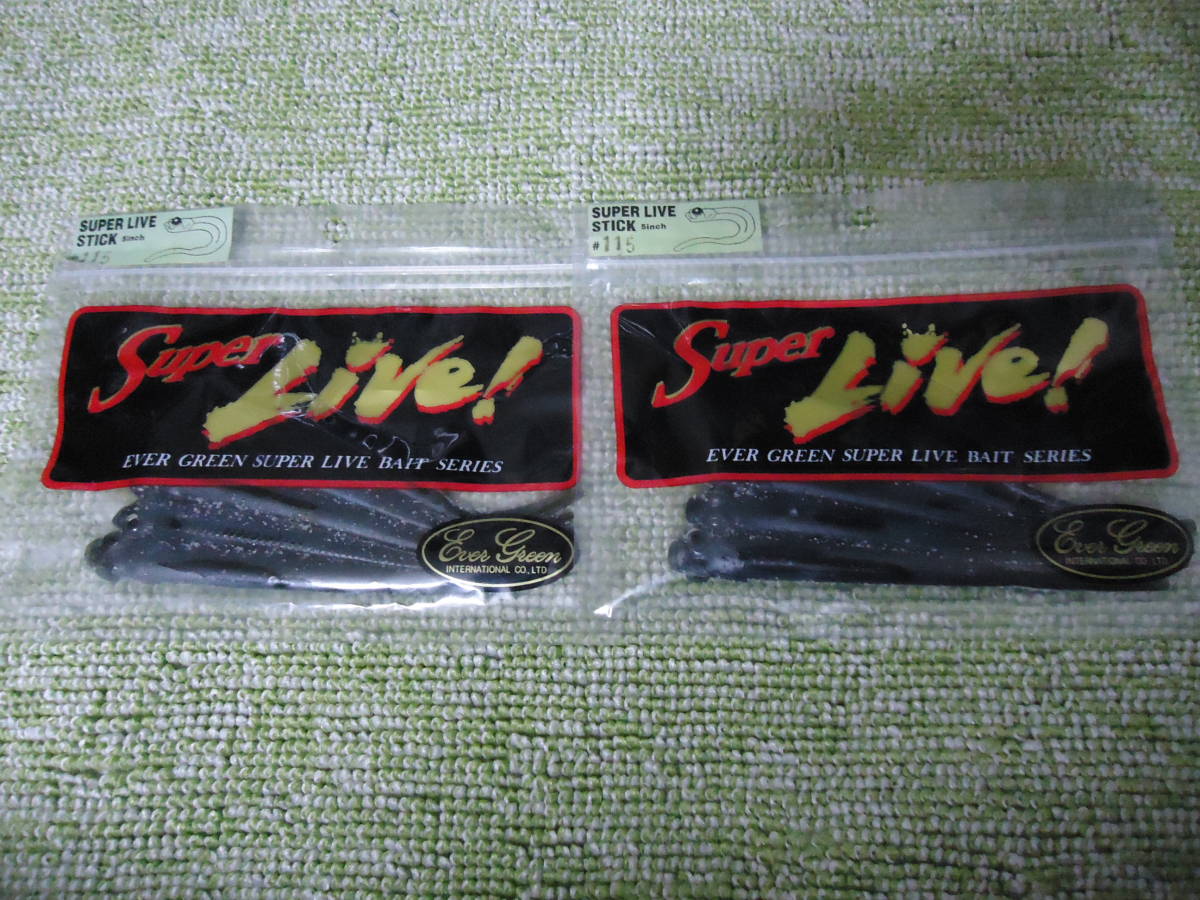 SUPER LIVE
STICK 5inch
#115
Super
Live!
EVER GREEN SUPER LIVE BAIT SERIES
Ever Green
INTERNATIONAL CO., LTD
SUPER LIVE
STICK 5inch
#115
Super
Live!
EVER GREEN SUPER LIVE BAIT SERIES
Ever Green
INTERNATIONAL CO., LTD